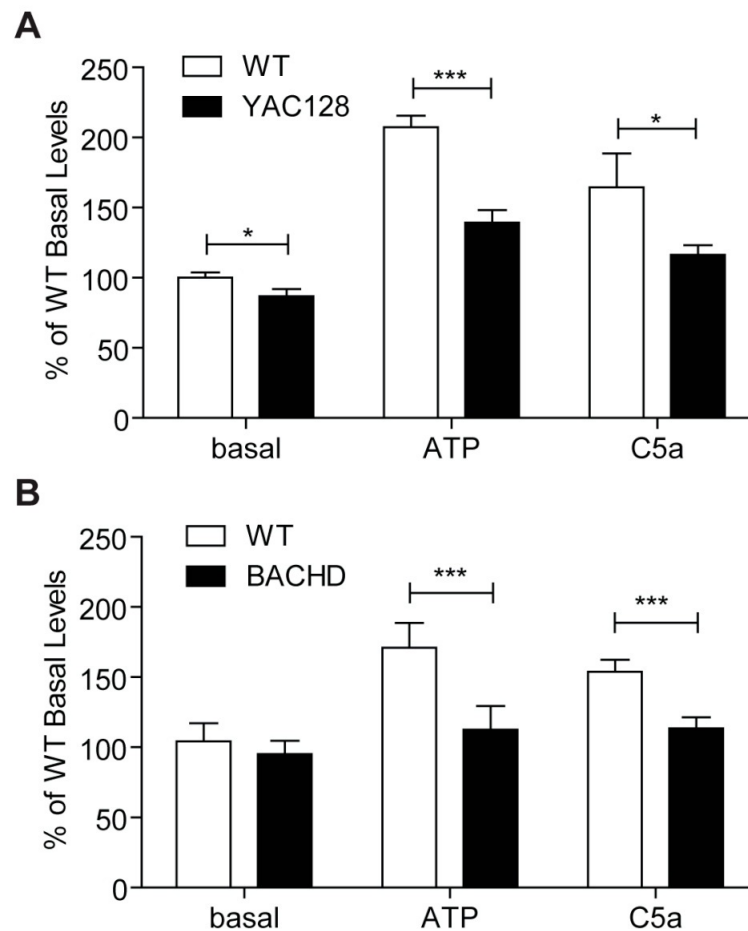 A
WT
YAC128
% of WT Basal Levels
250
200
150
100
50
0
*
***
*
basal ATP C5a
B
WT
BACHD
% of WT Basal Levels
250
200
150
100
50
0
***
***
basal ATP C5a